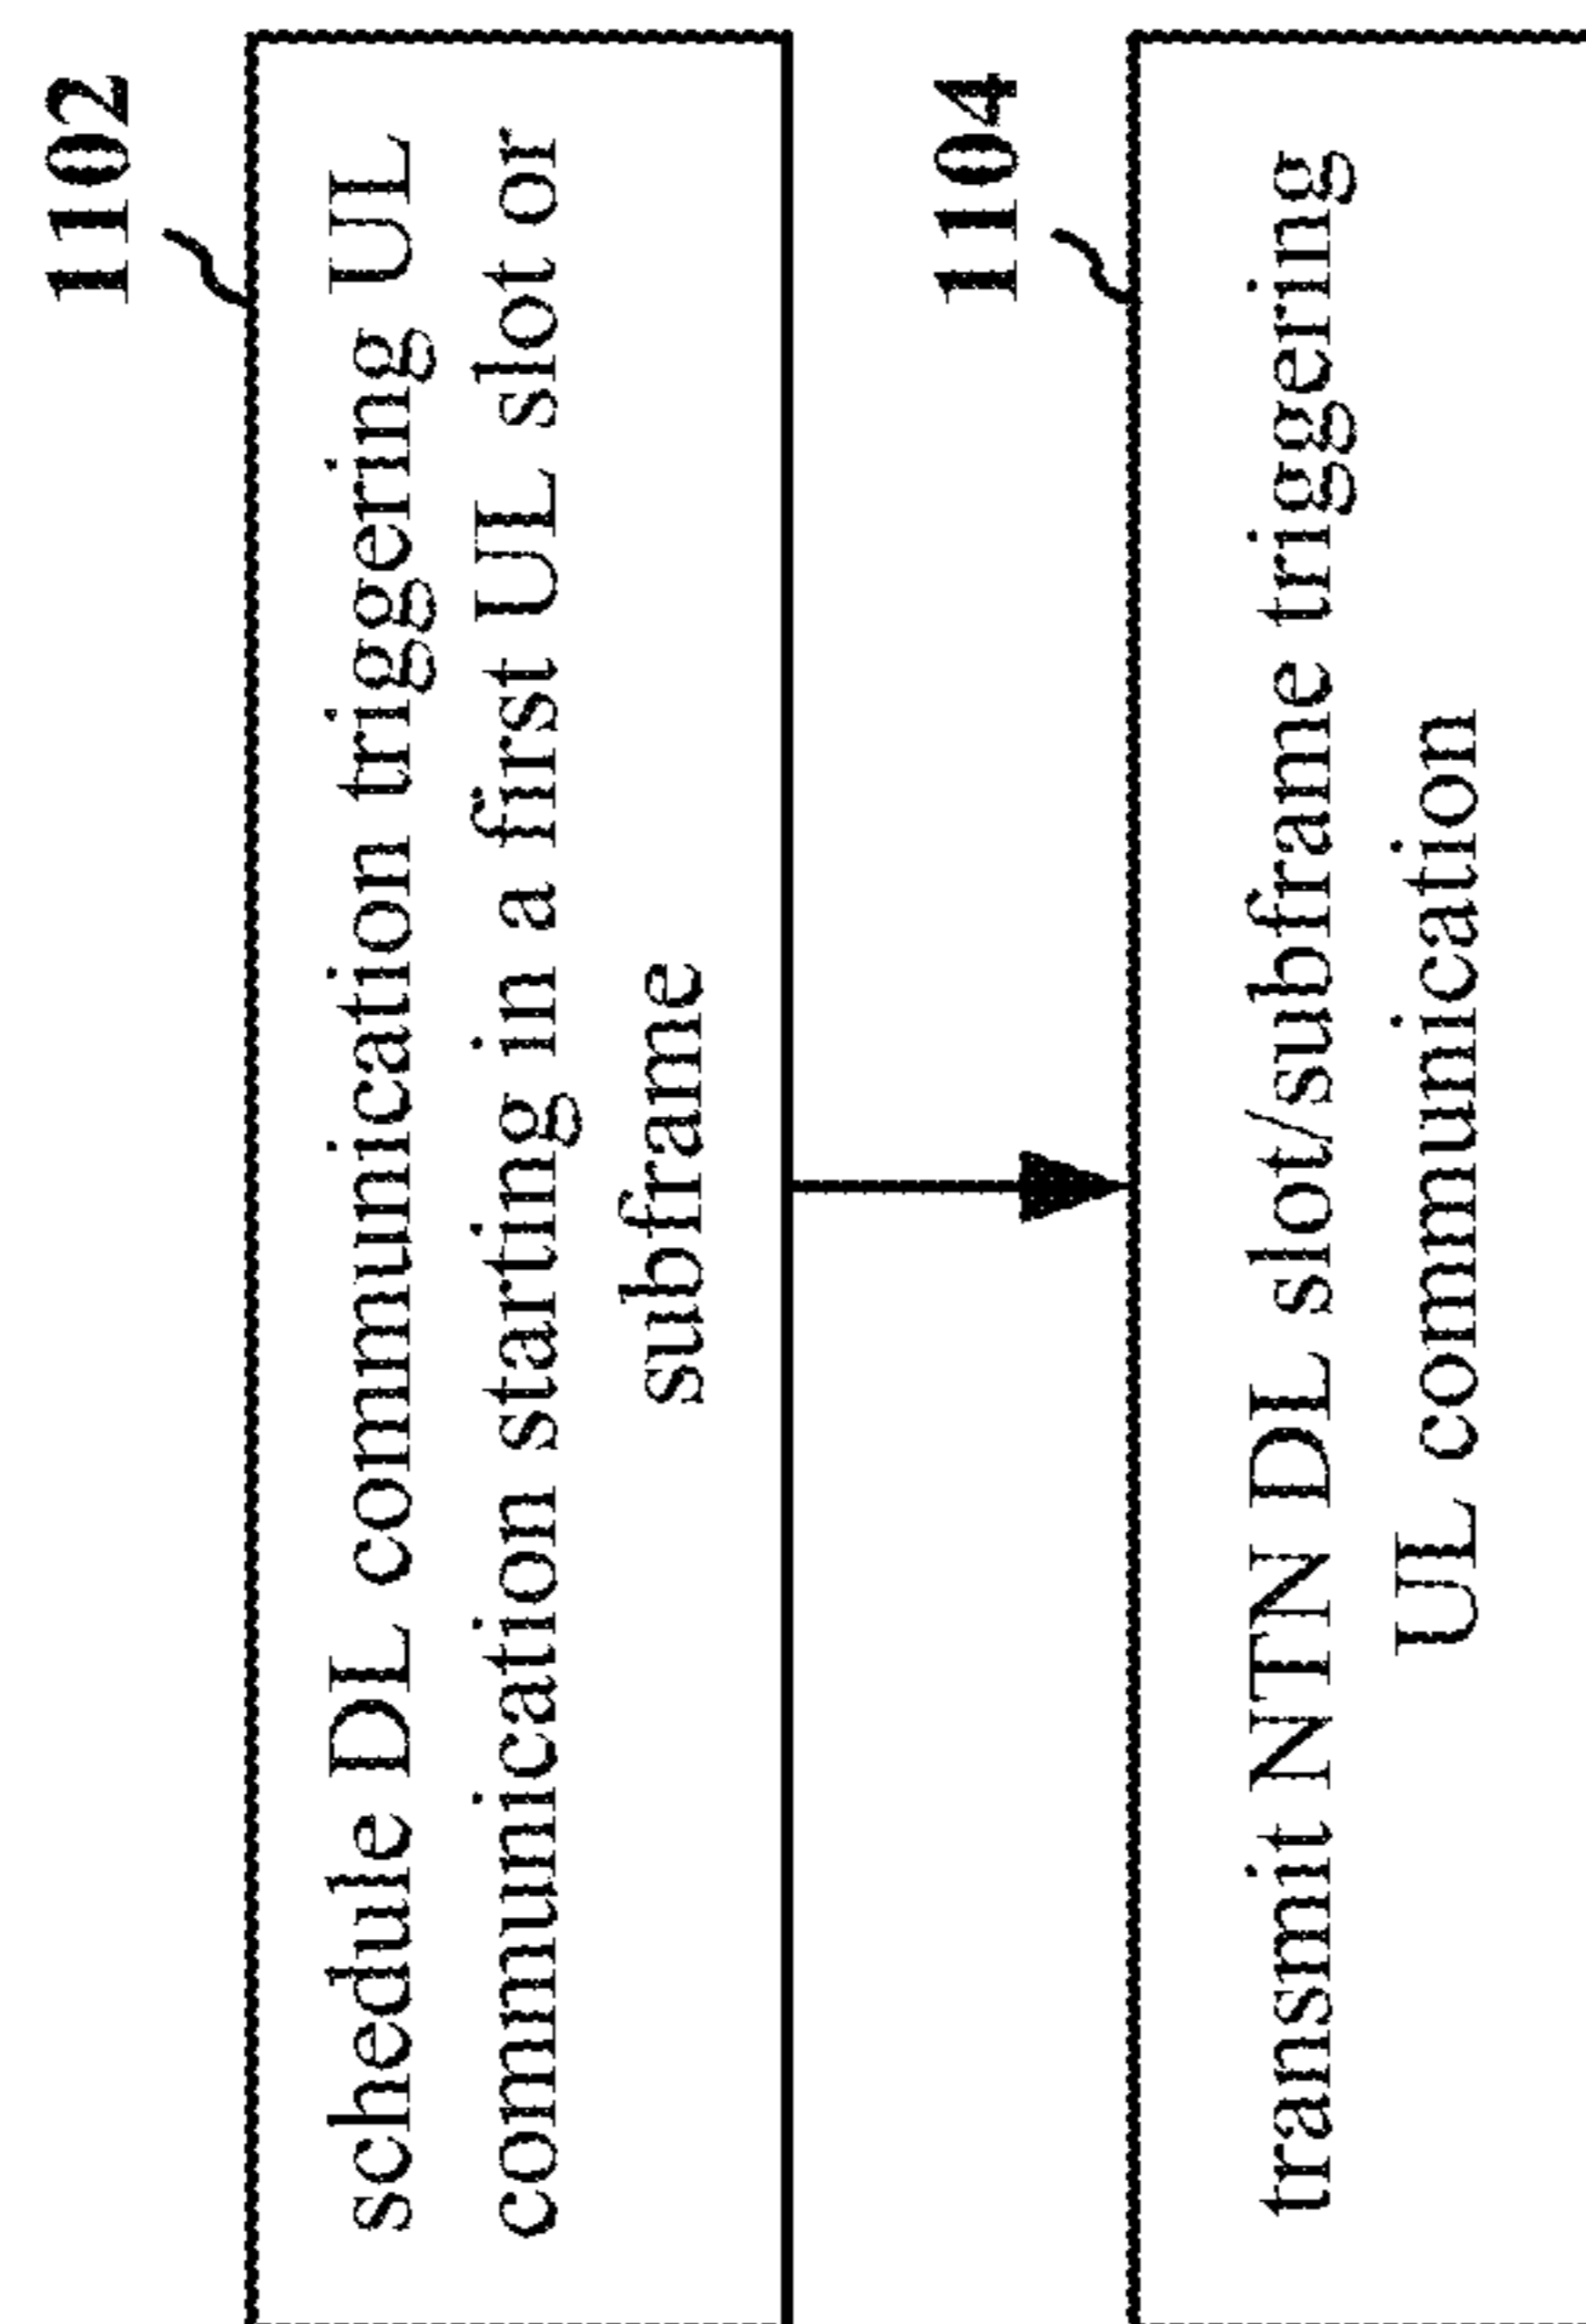 1102
schedule DL communication triggering UL
communication starting in a first UL slot or
subframe
1104
transmit NTN DL slot/subframe triggering
UL communication